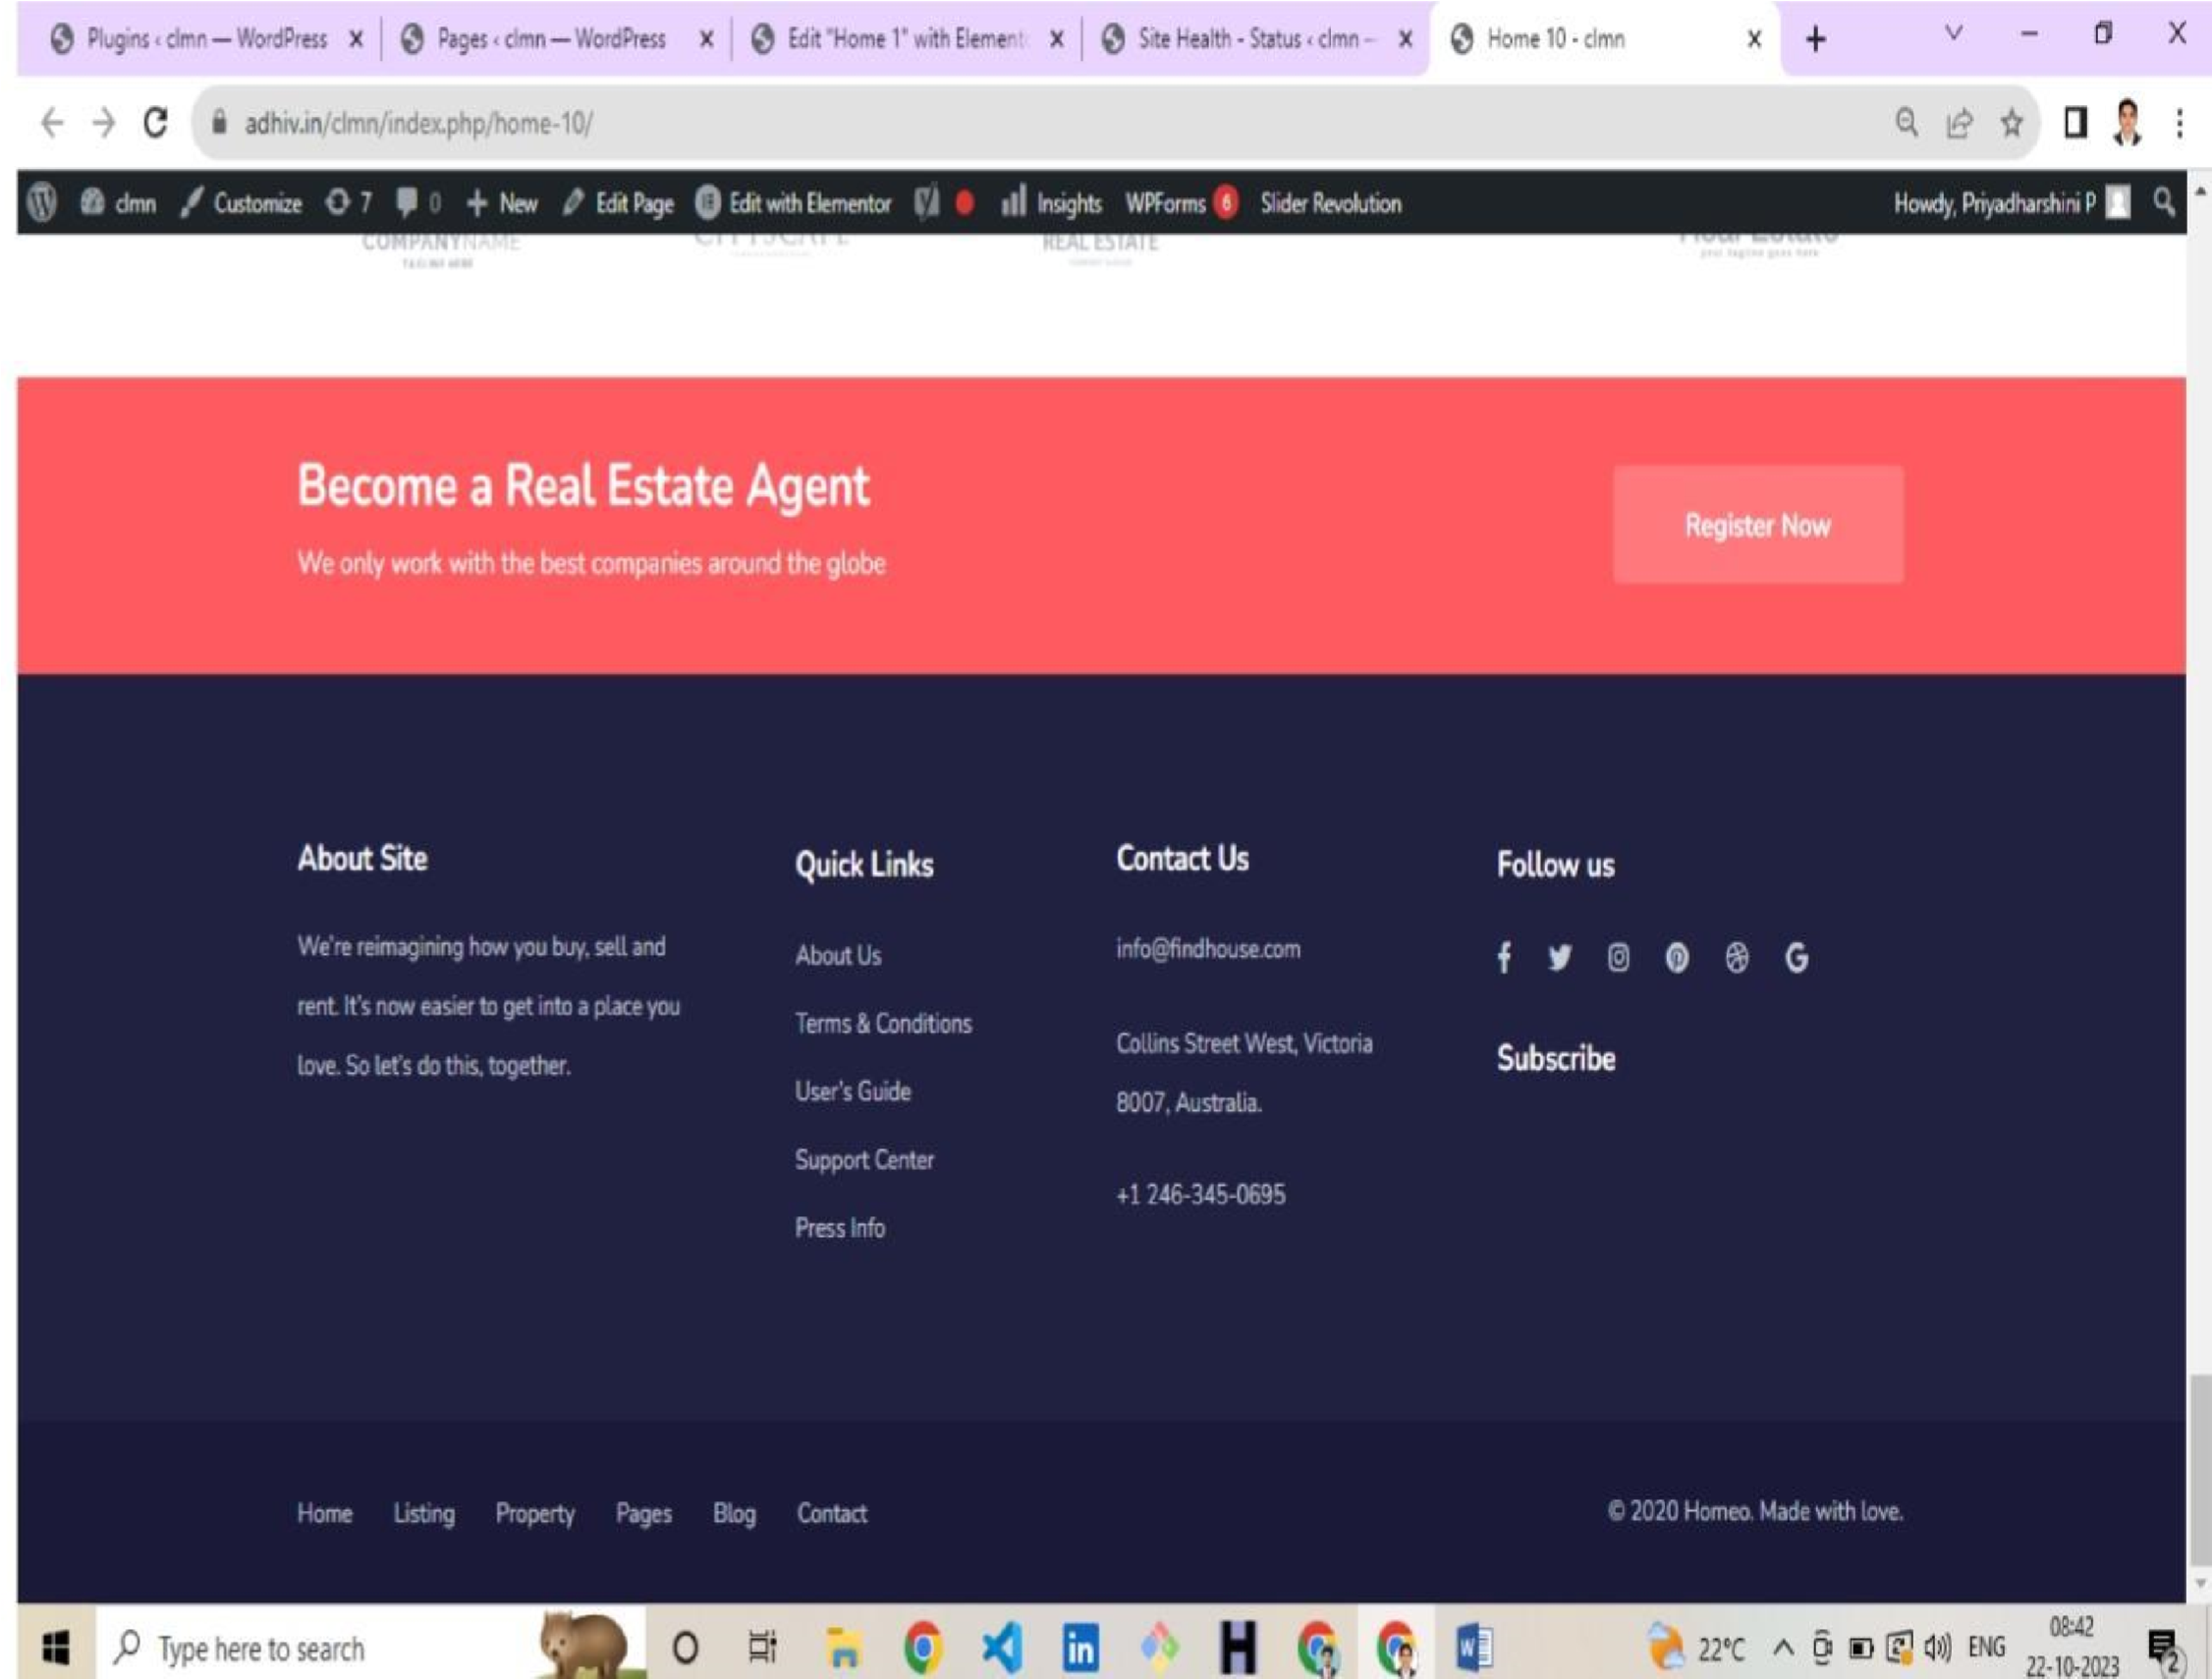 Plugins ‹ clmn — WordPress
Pages ‹ clmn — WordPress
Edit "Home 1" with Element
Site Health - Status ‹ clmn –
Home 10 - clmn
adhiv.in/clmn/index.php/home-10/
clmn Customize 7 0 New Edit Page Edit with Elementor Insights WPForms 6 Slider Revolution Howdy, Priyadharshini P
COMPANYNAME
CITYSCAPE
REAL ESTATE
your tagline goes here
Become a Real Estate Agent
We only work with the best companies around the globe
Register Now
About Site
We're reimagining how you buy, sell and
rent. It's now easier to get into a place you
love. So let's do this, together.
Quick Links
About Us
Terms & Conditions
User's Guide
Support Center
Press Info
Contact Us
info@findhouse.com
Collins Street West, Victoria
8007, Australia.
+1 246-345-0695
Follow us
Subscribe
Home Listing Property Pages Blog Contact
© 2020 Homeo. Made with love.
Type here to search
22°C
ENG
08:42
22-10-2023
2